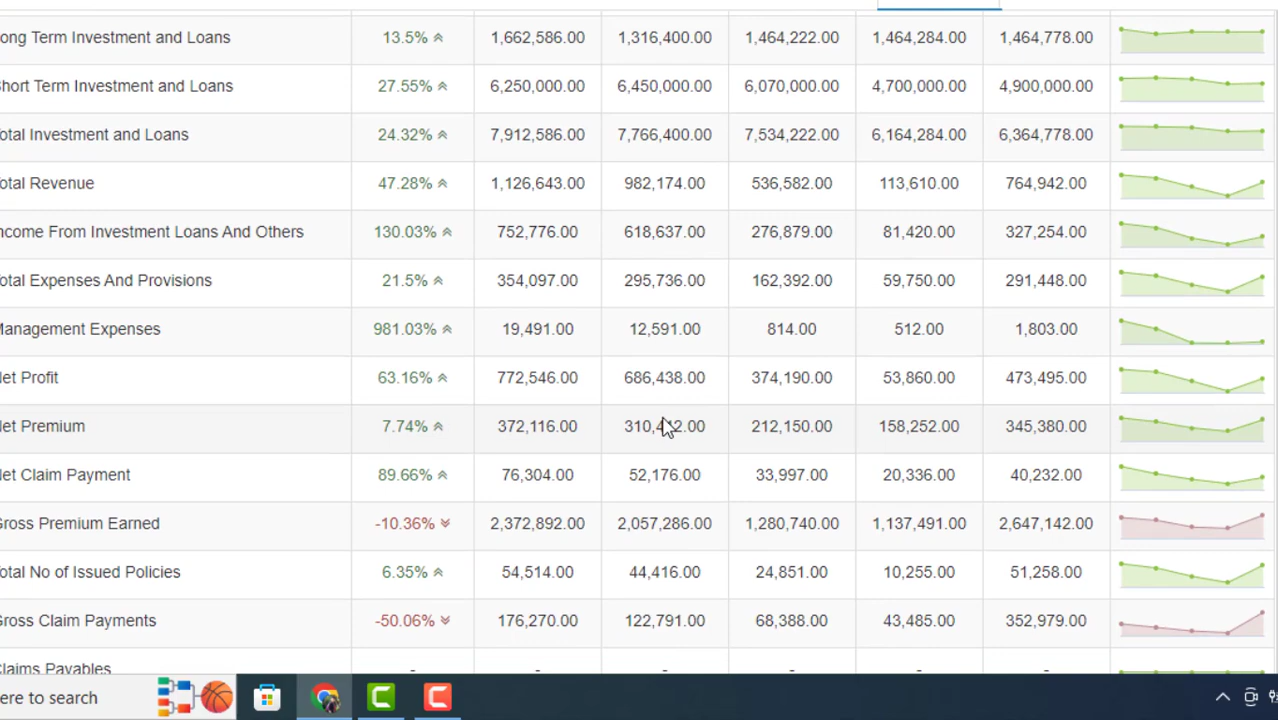 ong Term Investment and Loans 13.5% 1,662,586.00 1,316,400.00 1,464,222.00 1,464,284.00 1,464,778.00
hort Term Investment and Loans 27.55% 6,250,000.00 6,450,000.00 6,070,000.00 4,700,000.00 4,900,000.00
otal Investment and Loans 24.32% 7,912,586.00 7,766,400.00 7,534,222.00 6,164,284.00 6,364,778.00
otal Revenue 47.28% 1,126,643.00 982,174.00 536,582.00 113,610.00 764,942.00
ncome From Investment Loans And Others 130.03% 752,776.00 618,637.00 276,879.00 81,420.00 327,254.00
otal Expenses And Provisions 21.5% 354,097.00 295,736.00 162,392.00 59,750.00 291,448.00
Management Expenses 981.03% 19,491.00 12,591.00 814.00 512.00 1,803.00
et Profit 63.16% 772,546.00 686,438.00 374,190.00 53,860.00 473,495.00
et Premium 7.74% 372,116.00 212,150.00 158,252.00 345,380.00
et Claim Payment 89.66% 76,304.00 52,176.00 33,997.00 20,336.00 40,232.00
ross Premium Earned -10.36% 2,372,892.00 2,057,286.00 1,280,740.00 1,137,491.00 2,647,142.00
otal No of Issued Policies 6.35% 54,514.00 44,416.00 24,851.00 10,255.00 51,258.00
ross Claim Payments -50.06% 176,270.00 122,791.00 68,388.00 43,485.00 352,979.00
Claims Payables - - - - - -
ere to search